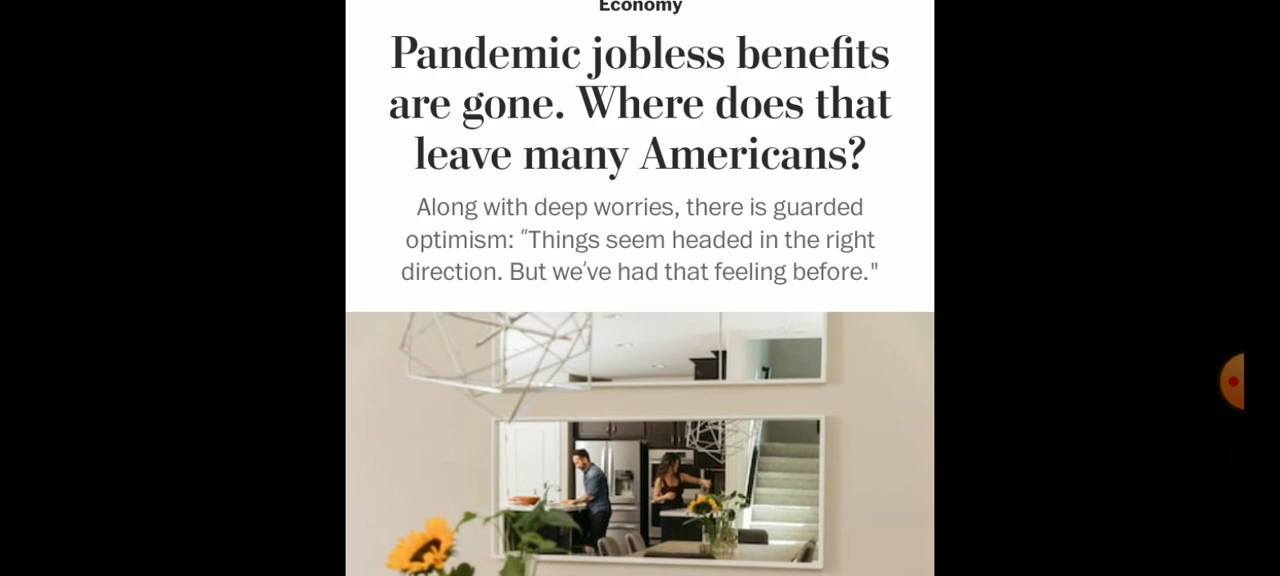 Economy
Pandemic jobless benefits
are gone. Where does that
leave many Americans?
Along with deep worries, there is guarded
optimism: “Things seem headed in the right
direction. But we’ve had that feeling before."